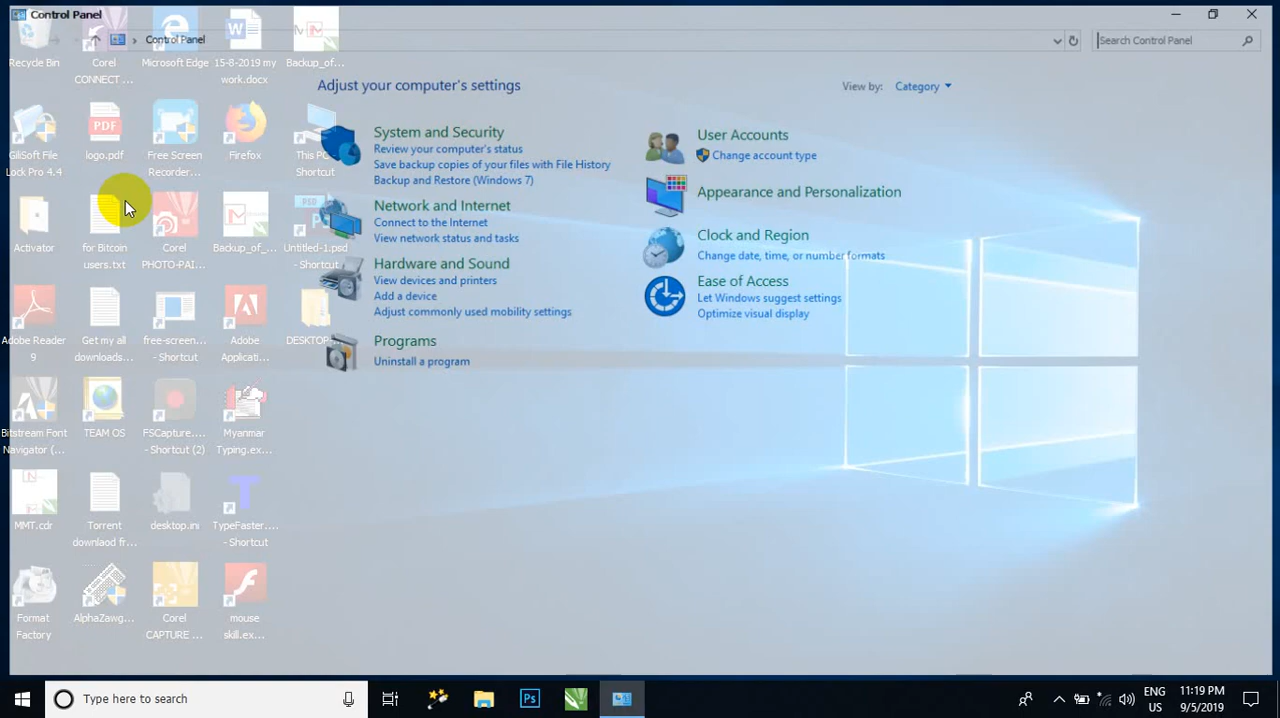 Control Panel
Control Panel
Search Control Panel
Adjust your computer's settings
View by: Category
System and Security
Review your computer's status
Save backup copies of your files with File History
Backup and Restore (Windows 7)
Network and Internet
Connect to the Internet
View network status and tasks
Hardware and Sound
View devices and printers
Add a device
Adjust commonly used mobility settings
Programs
Uninstall a program
User Accounts
Change account type
Appearance and Personalization
Clock and Region
Change date, time, or number formats
Ease of Access
Let Windows suggest settings
Optimize visual display
Recycle Bin
Corel
CONNECT ...
Microsoft Edge
15-8-2019 my
work.docx
Backup_of...
GiliSoft File
Lock Pro 4.4
PDF
logo.pdf
Free Screen
Recorder...
Firefox
This PC -
Shortcut
Activator
for Bitcoin
users.txt
Corel
PHOTO-PAI...
Backup_of_...
PSD
Untitled-1.psd
- Shortcut
Adobe Reader
9
Get my all
downloads...
free-screen...
- Shortcut
Adobe
Applicati...
DESKTOP-...
Bitstream Font
Navigator (...
TEAM OS
FSCapture....
- Shortcut (2)
Myanmar
Typing.ex...
MMT.cdr
Torrent
downlaod fr...
desktop.ini
TypeFaster....
- Shortcut
Format
Factory
AlphaZawg...
Corel
CAPTURE ...
mouse
skill.ex...
Type here to search
Ps
ENG
US
11:19 PM
9/5/2019